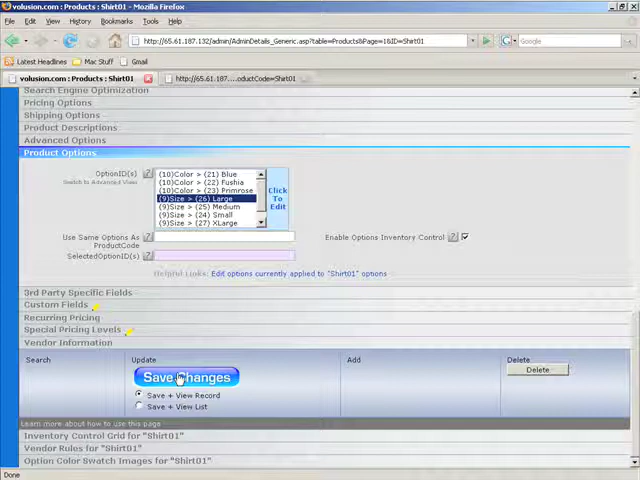 volusion.com : Products : Shirt01 - Mozilla Firefox
File Edit View History Bookmarks Tools Help
http://65.61.187.132/admin/AdminDetails_Generic.asp?table=Products&Page=1&ID=Shirt01
Google
Latest Headlines Mac Stuff Gmail
volusion.com : Products : Shirt01 http://65.61.187....oductCode=Shirt01
Search Engine Optimization
Pricing Options
Shipping Options
Product Descriptions
Advanced Options
Product Options
OptionID(s) ?
Switch to Advanced View
(10)Color > (21) Blue
(10)Color > (22) Fushia
(10)Color > (23) Primrose
(9)Size > (26) Large
(9)Size > (25) Medium
(9)Size > (24) Small
(9)Size > (27) XLarge
Click
To
Edit
Use Same Options As
ProductCode ?
Enable Options Inventory Control ?
SelectedOptionID(s) ?
Helpful Links: Edit options currently applied to "Shirt01" options
3rd Party Specific Fields
Custom Fields
Recurring Pricing
Special Pricing Levels
Vendor Information
Search Update Add Delete
Save Changes Delete
Save + View Record
Save + View List
Learn more about how to use this page
Inventory Control Grid for "Shirt01"
Vendor Rules for "Shirt01"
Option Color Swatch Images for "Shirt01"
Done